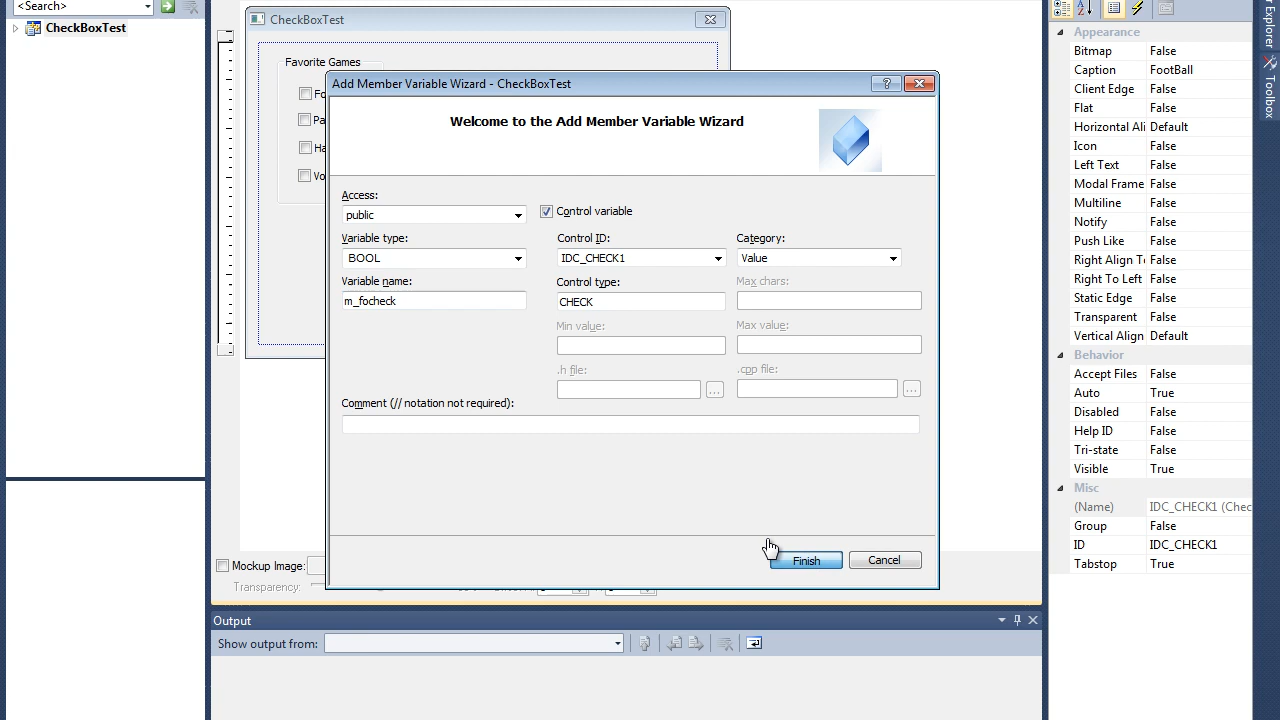 <Search>
CheckBoxTest
CheckBoxTest
Favorite Games
Fo
Pa
Ha
Vo
Add Member Variable Wizard - CheckBoxTest
?
Welcome to the Add Member Variable Wizard
Access:
public
Control variable
Variable type:
BOOL
Control ID:
IDC_CHECK1
Category:
Value
Variable name:
m_focheck
Control type:
CHECK
Max chars:
Min value:
Max value:
.h file:
...
.cpp file:
...
Comment (// notation not required):
Finish
Cancel
Mockup Image:
Transparency:
Output
Show output from:
Appearance
Bitmap False
Caption FootBall
Client Edge False
Flat False
Horizontal Ali Default
Icon False
Left Text False
Modal Frame False
Multiline False
Notify False
Push Like False
Right Align T False
Right To Left False
Static Edge False
Transparent False
Vertical Align Default
Behavior
Accept Files False
Auto True
Disabled False
Help ID False
Tri-state False
Visible True
Misc
(Name) IDC_CHECK1 (Chec
Group False
ID IDC_CHECK1
Tabstop True
r Explorer
Toolbox